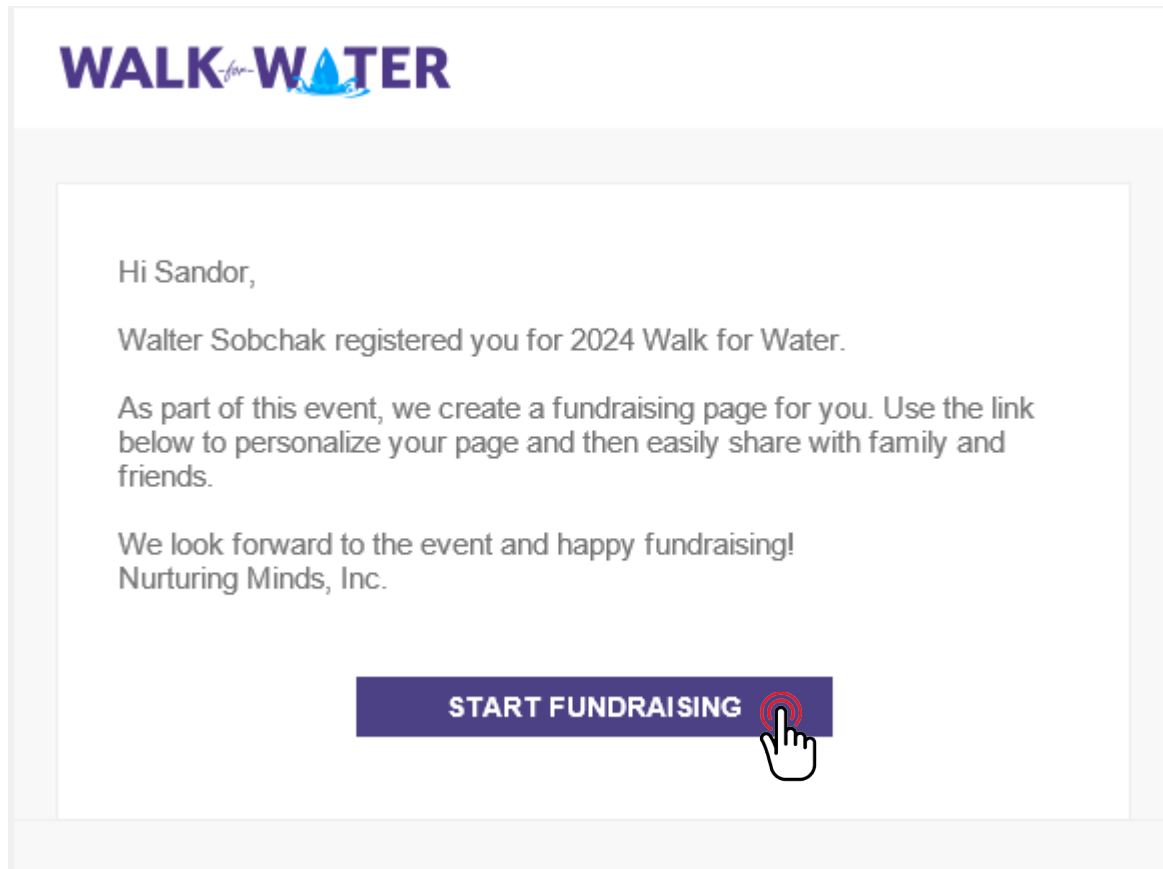 WALK-for-WATER
Hi Sandor,
Walter Sobchak registered you for 2024 Walk for Water.
As part of this event, we create a fundraising page for you. Use the link
below to personalize your page and then easily share with family and
friends.
We look forward to the event and happy fundraising!
Nurturing Minds, Inc.
START FUNDRAISING